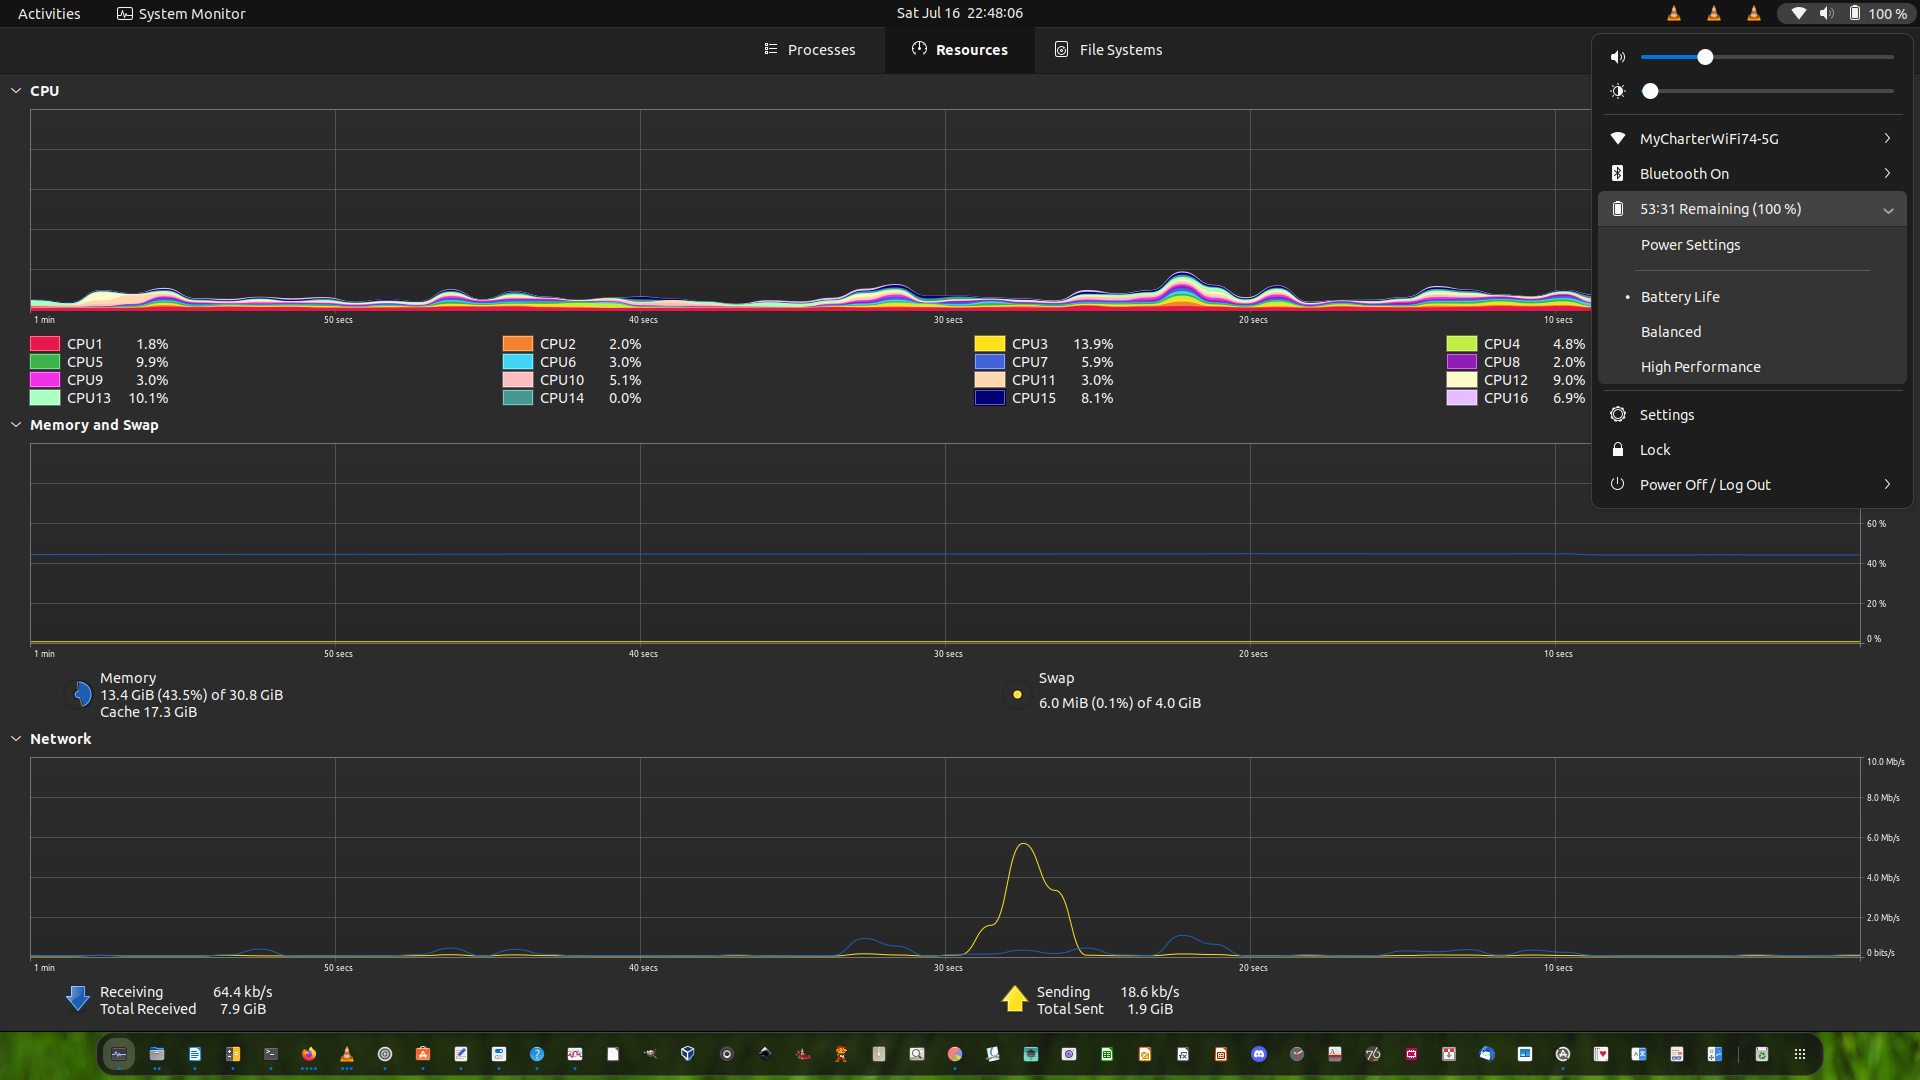 Activities
System Monitor
Sat Jul 16 22:48:06
100 %
Processes
Resources
File Systems
CPU
1 min
50 secs
40 secs
30 secs
20 secs
10 secs
CPU1 1.8%
CPU2 2.0%
CPU3 13.9%
CPU4 4.8%
CPU5 9.9%
CPU6 3.0%
CPU7 5.9%
CPU8 2.0%
CPU9 3.0%
CPU10 5.1%
CPU11 3.0%
CPU12 9.0%
CPU13 10.1%
CPU14 0.0%
CPU15 8.1%
CPU16 6.9%
MyCharterWiFi74-5G
Bluetooth On
53:31 Remaining (100 %)
Power Settings
Battery Life
Balanced
High Performance
Settings
Lock
Power Off / Log Out
Memory and Swap
60 %
40 %
20 %
0 %
1 min
50 secs
40 secs
30 secs
20 secs
10 secs
Memory
13.4 GiB (43.5%) of 30.8 GiB
Cache 17.3 GiB
Swap
6.0 MiB (0.1%) of 4.0 GiB
Network
10.0 Mb/s
8.0 Mb/s
6.0 Mb/s
4.0 Mb/s
2.0 Mb/s
0 bits/s
1 min
50 secs
40 secs
30 secs
20 secs
10 secs
Receiving 64.4 kb/s
Total Received 7.9 GiB
Sending 18.6 kb/s
Total Sent 1.9 GiB